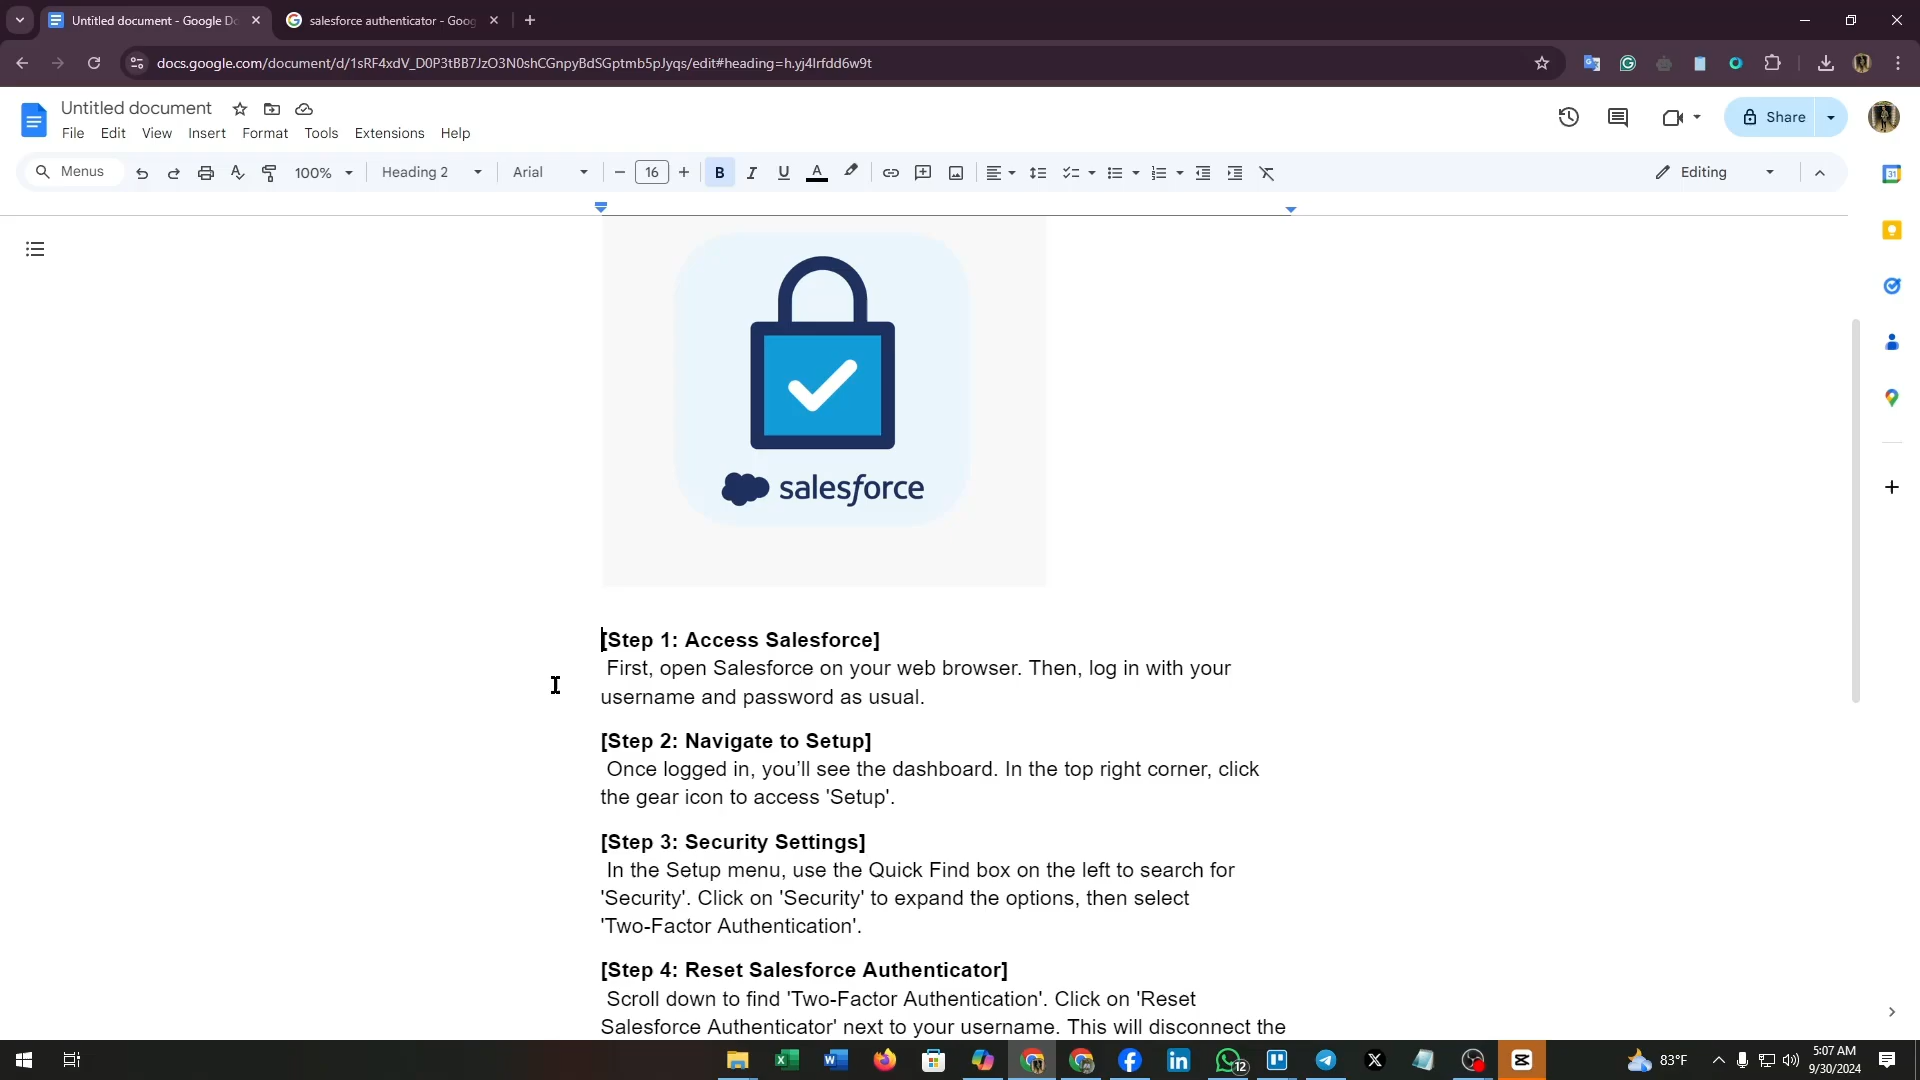 Untitled document - Google Do
salesforce authenticator - Goog
docs.google.com/document/d/1sRF4xdV_D0P3tBB7JzO3N0shCGnpyBdSGptmb5pJyqs/edit#heading=h.yj4lrfdd6w9t
Untitled document
File Edit View Insert Format Tools Extensions Help
Share
Menus 100% Heading 2 Arial 16 B I U A Editing
31
salesforce
[Step 1: Access Salesforce]
First, open Salesforce on your web browser. Then, log in with your
username and password as usual.
[Step 2: Navigate to Setup]
Once logged in, you’ll see the dashboard. In the top right corner, click
the gear icon to access 'Setup'.
[Step 3: Security Settings]
In the Setup menu, use the Quick Find box on the left to search for
'Security'. Click on 'Security' to expand the options, then select
'Two-Factor Authentication'.
[Step 4: Reset Salesforce Authenticator]
Scroll down to find 'Two-Factor Authentication'. Click on 'Reset
Salesforce Authenticator' next to your username. This will disconnect the
12
83°F
5:07 AM
9/30/2024